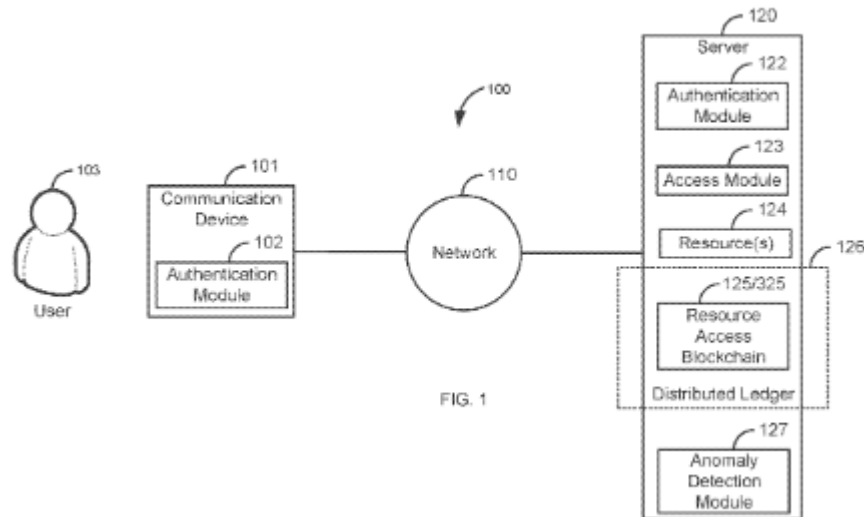 120
Server
122
Authentication
Module
100
123
103
101
110
Access Module
Communication
Device
124
102
Network
Resource(s)
126
Authentication
Module
125/325
User
Resource
Access
Blockchain
FIG. 1
Distributed Ledger
127
Anomaly
Detection
Module